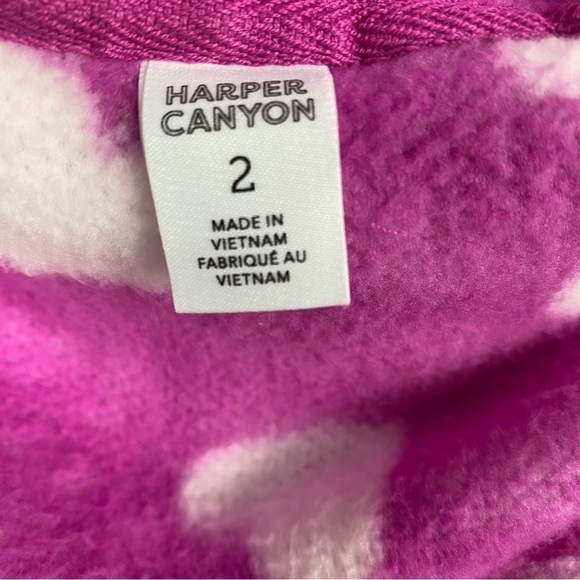 HARPER
CANYON
2
MADE IN
VIETNAM
FABRIQUÉ AU
VIETNAM